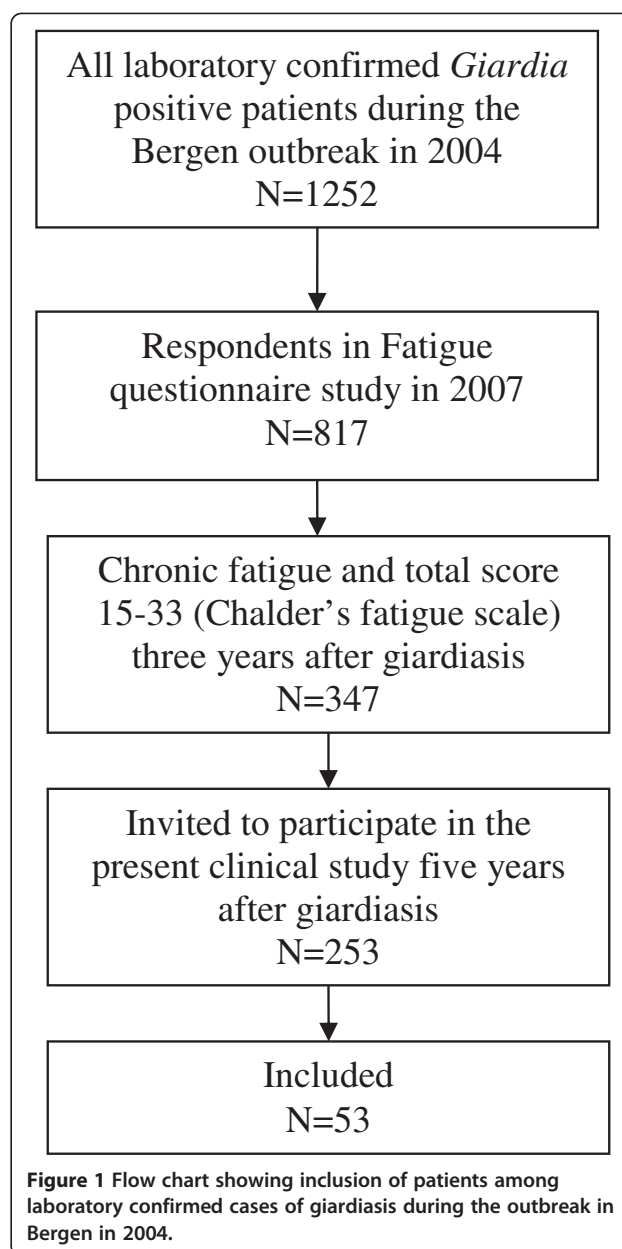 All laboratory confirmed Giardia
positive patients during the
Bergen outbreak in 2004
N=1252
Respondents in Fatigue
questionnaire study in 2007
N=817
Chronic fatigue and total score
15-33 (Chalder's fatigue scale)
three years after giardiasis
N=347
Invited to participate in the
present clinical study five years
after giardiasis
N=253
Included
N=53
Figure 1 Flow chart showing inclusion of patients among
laboratory confirmed cases of giardiasis during the outbreak in
Bergen in 2004.